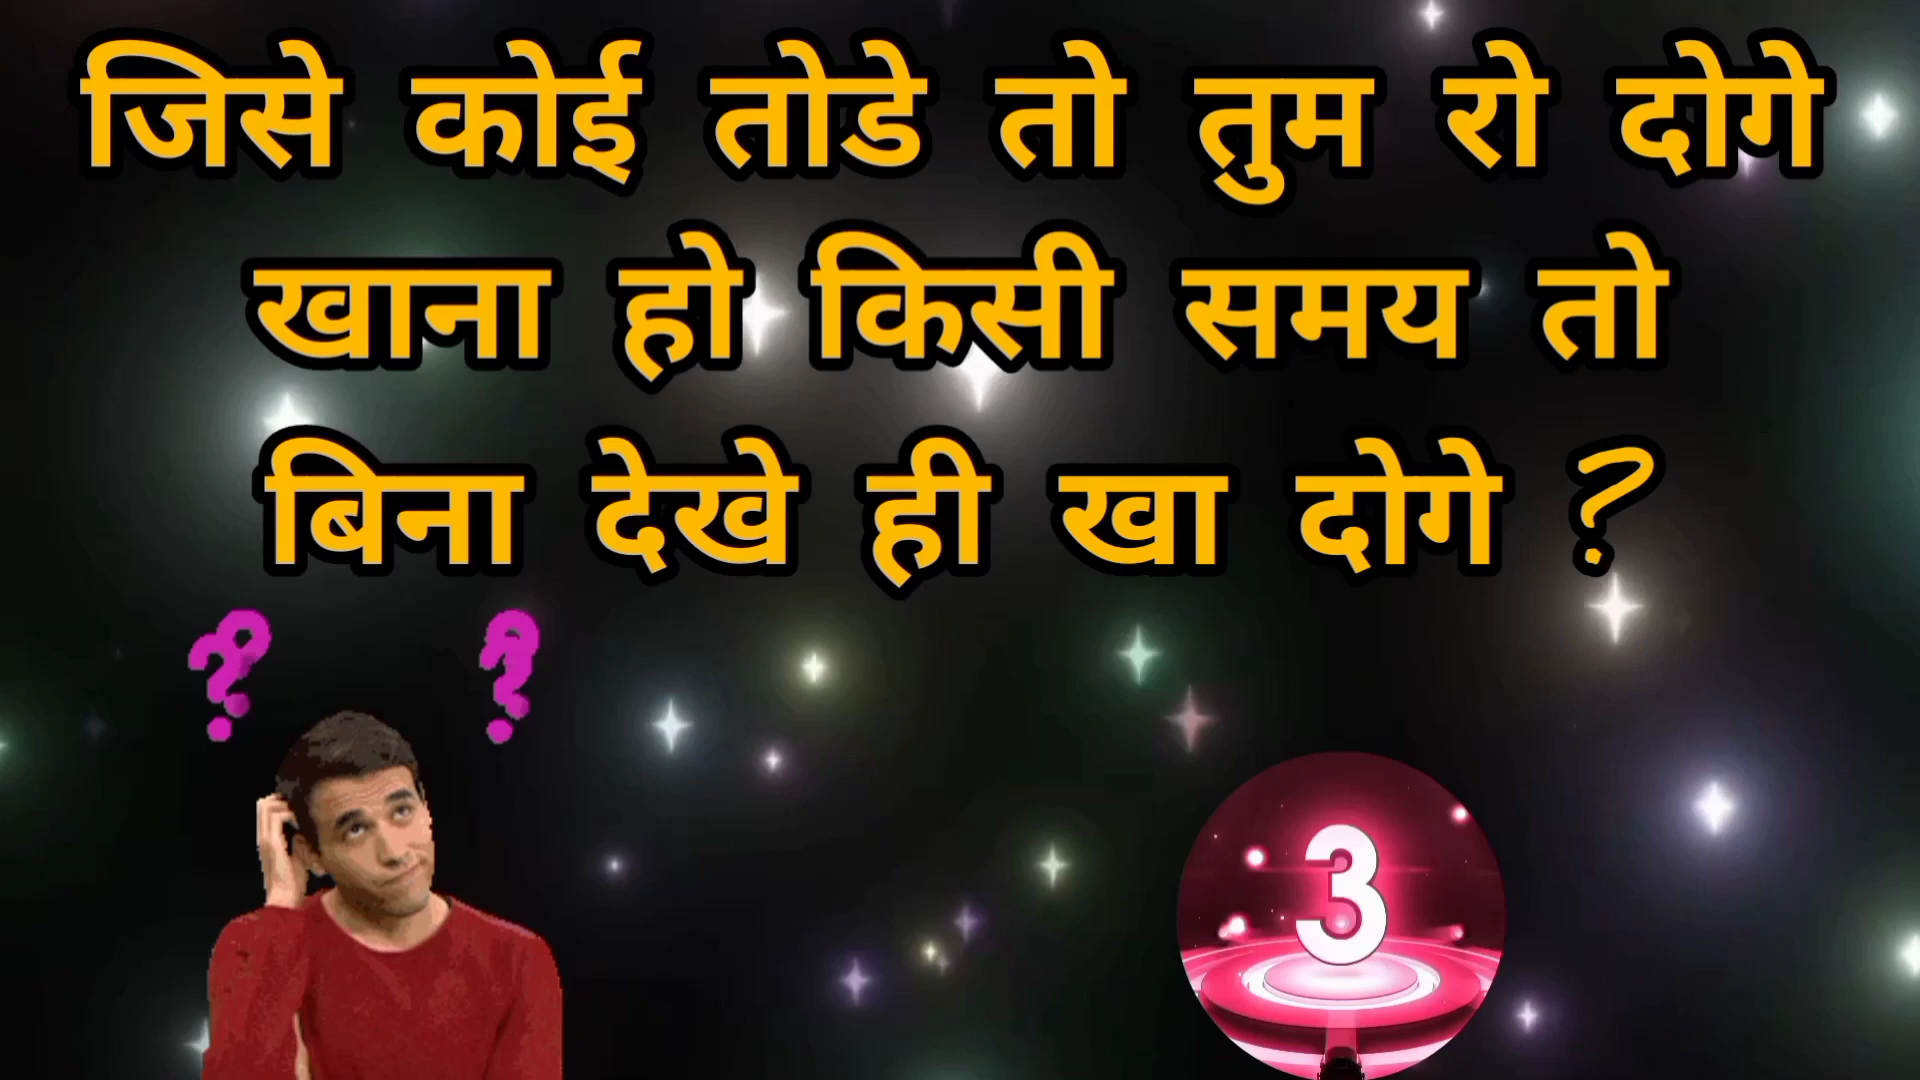 जिसे कोई तोडे तो तुम रो दोगे
खाना हो किसी समय तो
बिना देखे ही खा दोगे ?
? ?
3